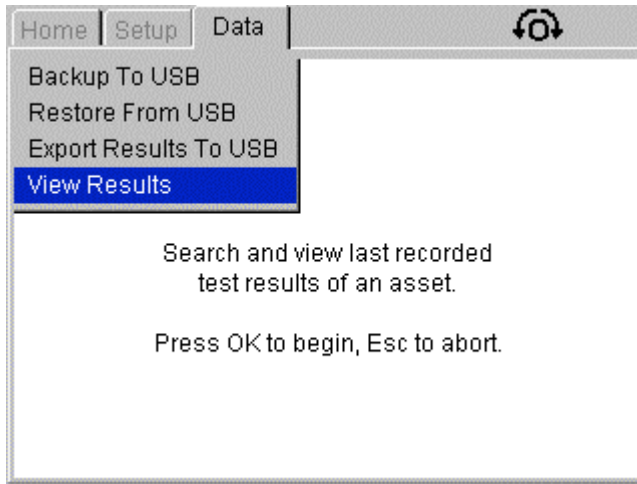 Home Setup Data
Backup To USB
Restore From USB
Export Results To USB
View Results
Search and view last recorded
test results of an asset.
Press OK to begin, Esc to abort.